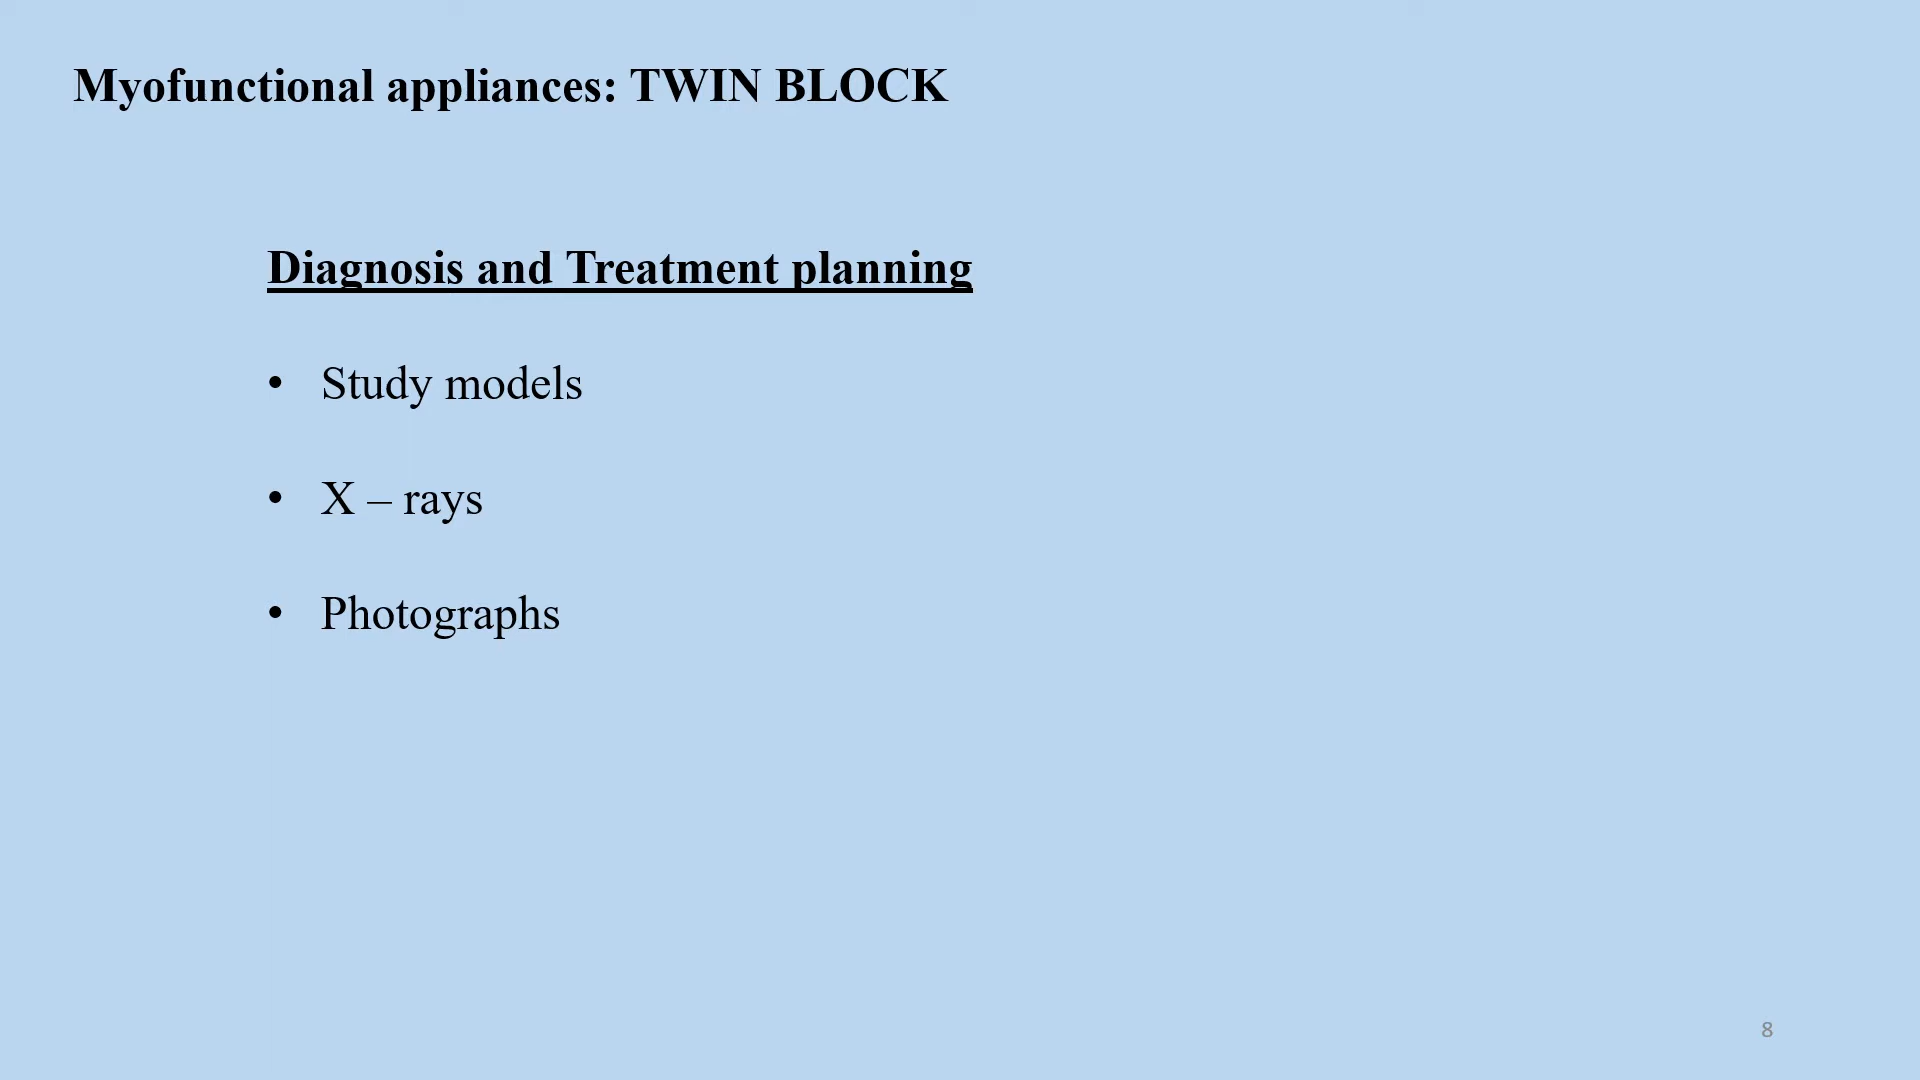 Myofunctional appliances: TWIN BLOCK
Diagnosis and Treatment planning
• Study models
• X – rays
• Photographs
8